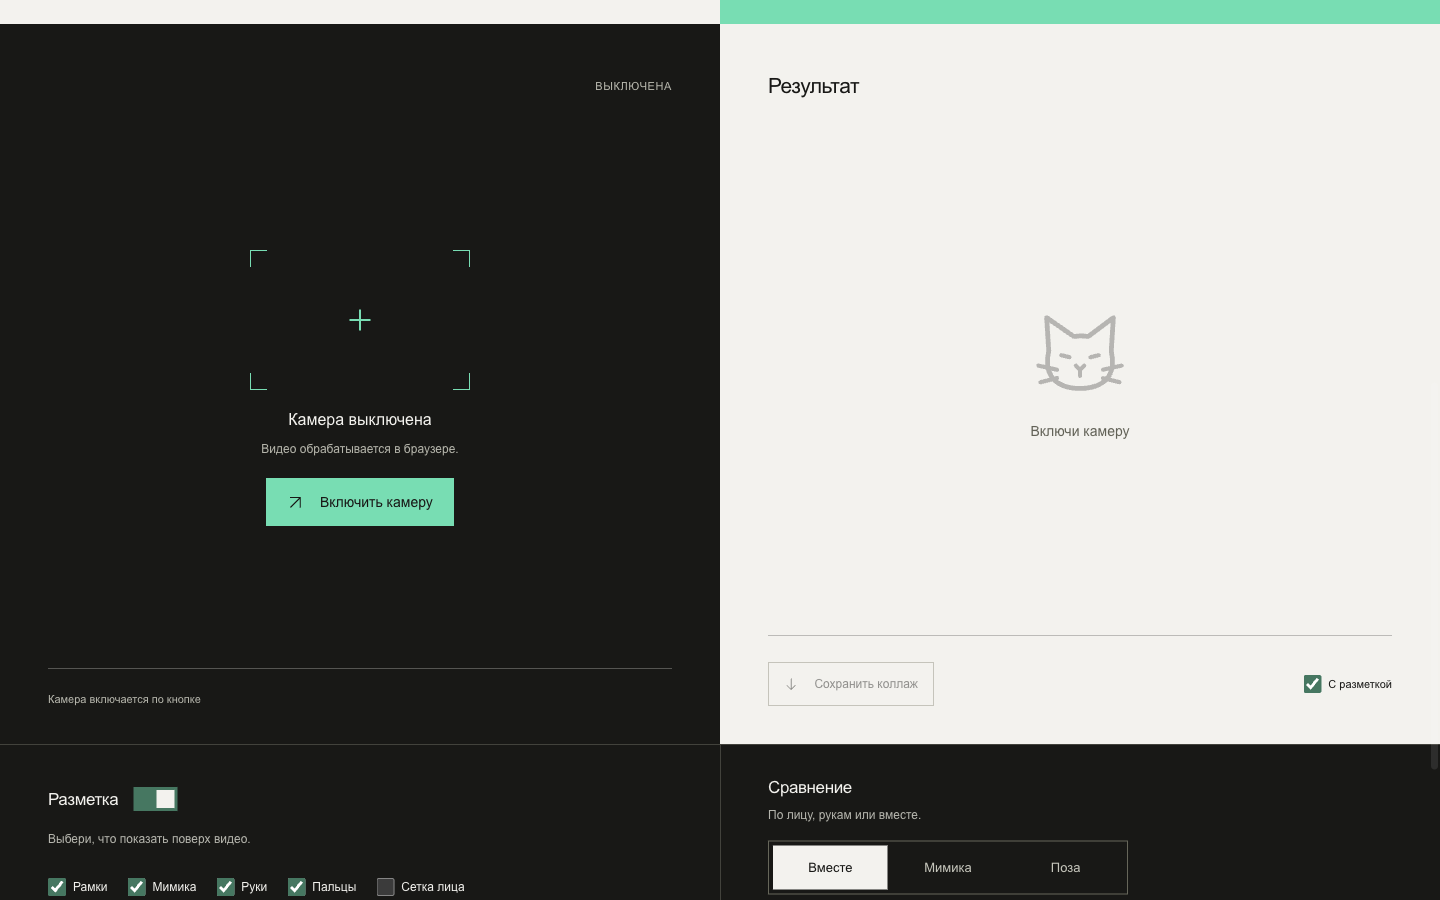 ВЫКЛЮЧЕНА
Камера выключена
Видео обрабатывается в браузере.
Включить камеру
Камера включается по кнопке
Результат
Включи камеру
Сохранить коллаж
С разметкой
Разметка
Выбери, что показать поверх видео.
Рамки Мимика Руки Пальцы Сетка лица
Сравнение
По лицу, рукам или вместе.
Вместе Мимика Поза